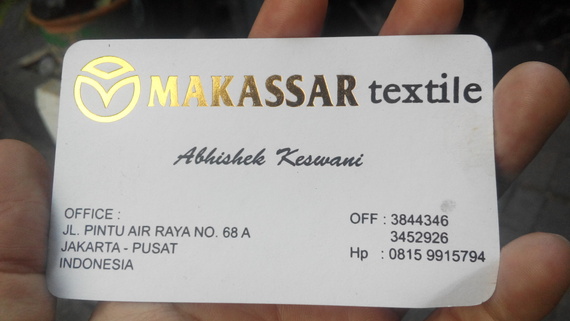 MAKASSAR textile
Abhishek Keswani
OFFICE :
JL. PINTU AIR RAYA NO. 68 A
JAKARTA - PUSAT
INDONESIA
OFF : 3844346
3452926
Hp : 0815 9915794